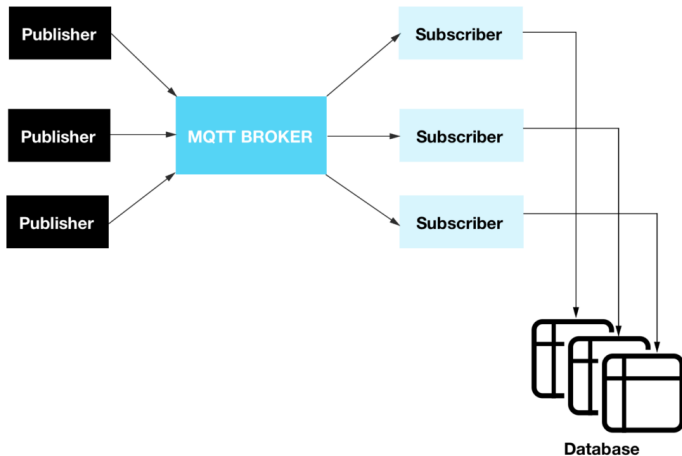 Publisher
Subscriber
Publisher
MQTT BROKER
Subscriber
Publisher
Subscriber
Database